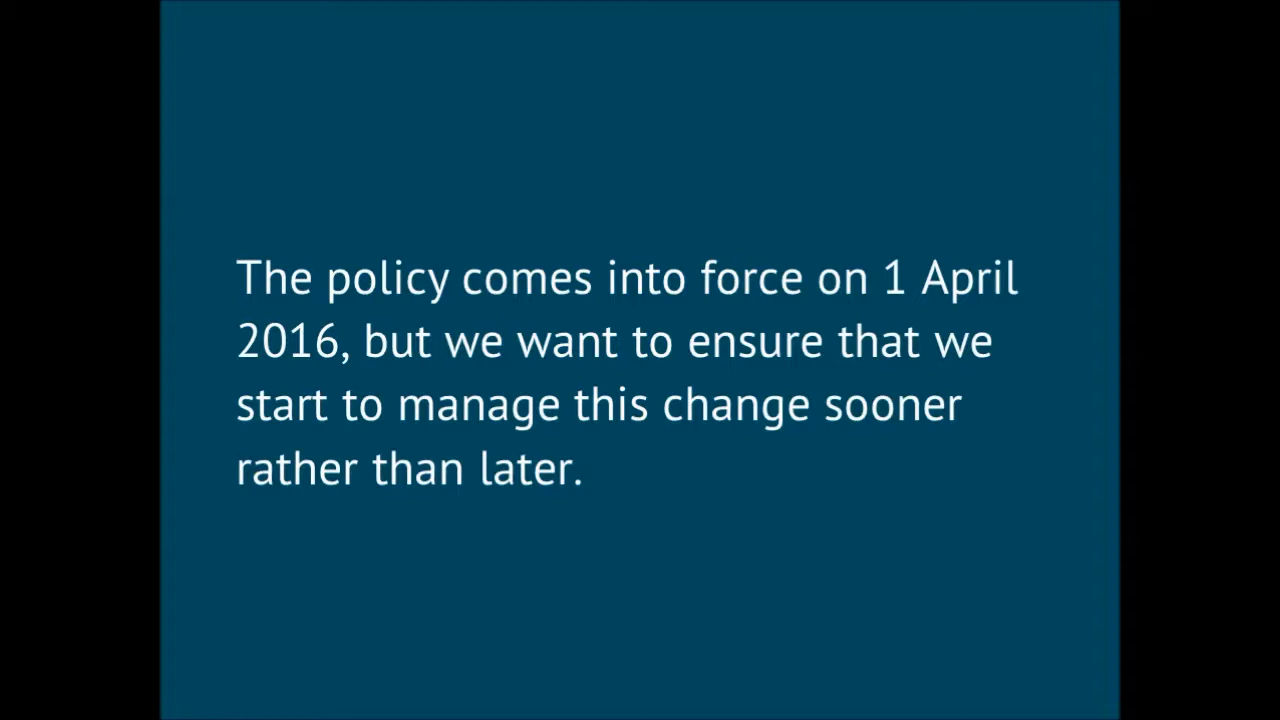 The policy comes into force on 1 April
2016, but we want to ensure that we
start to manage this change sooner
rather than later.